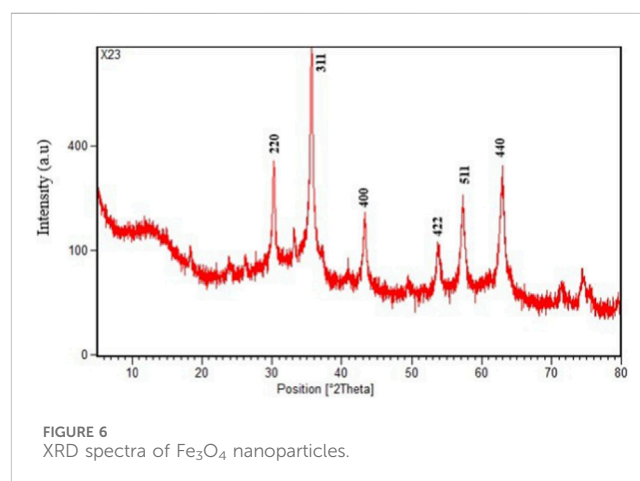 X23
311
220
440
511
400
422
Intensity (a.u)
400
100
0
10 20 30 40 50 60 70 80
Position [°2Theta]
FIGURE 6
XRD spectra of Fe₃O₄ nanoparticles.